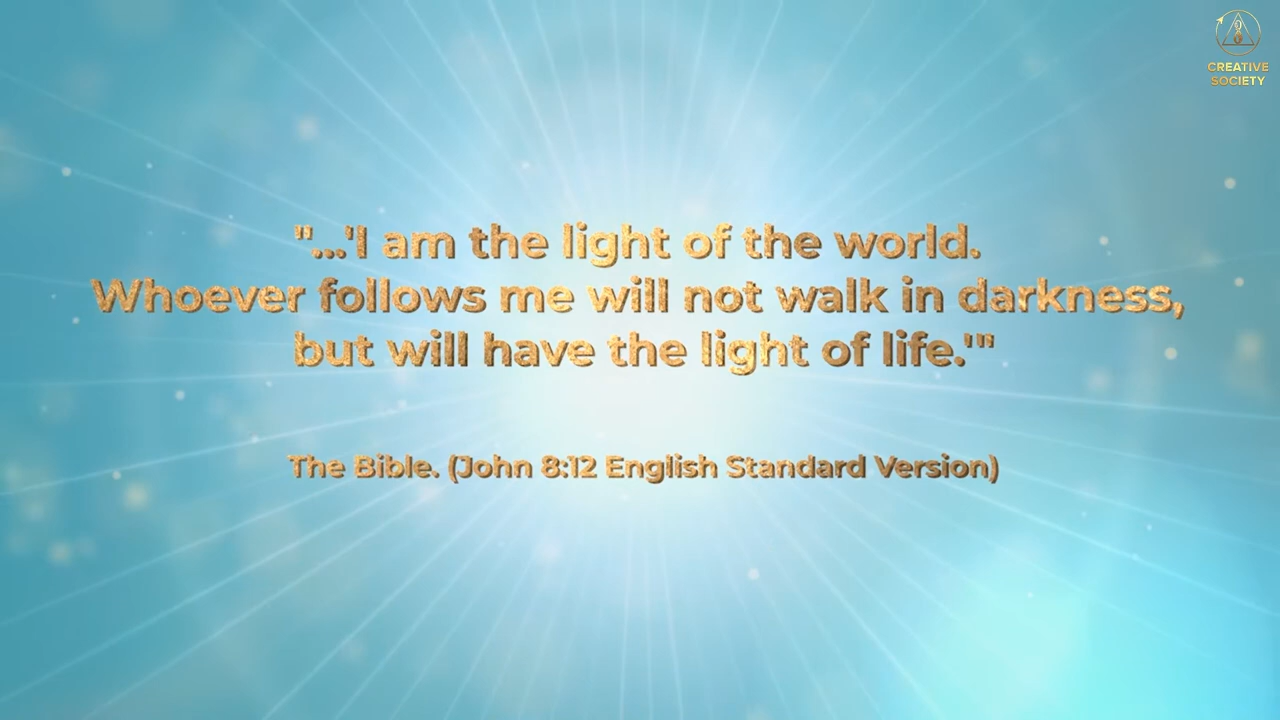 CREATIVE
SOCIETY
"...'I am the light of the world.
Whoever follows me will not walk in darkness,
but will have the light of life.'"
The Bible. (John 8:12 English Standard Version)